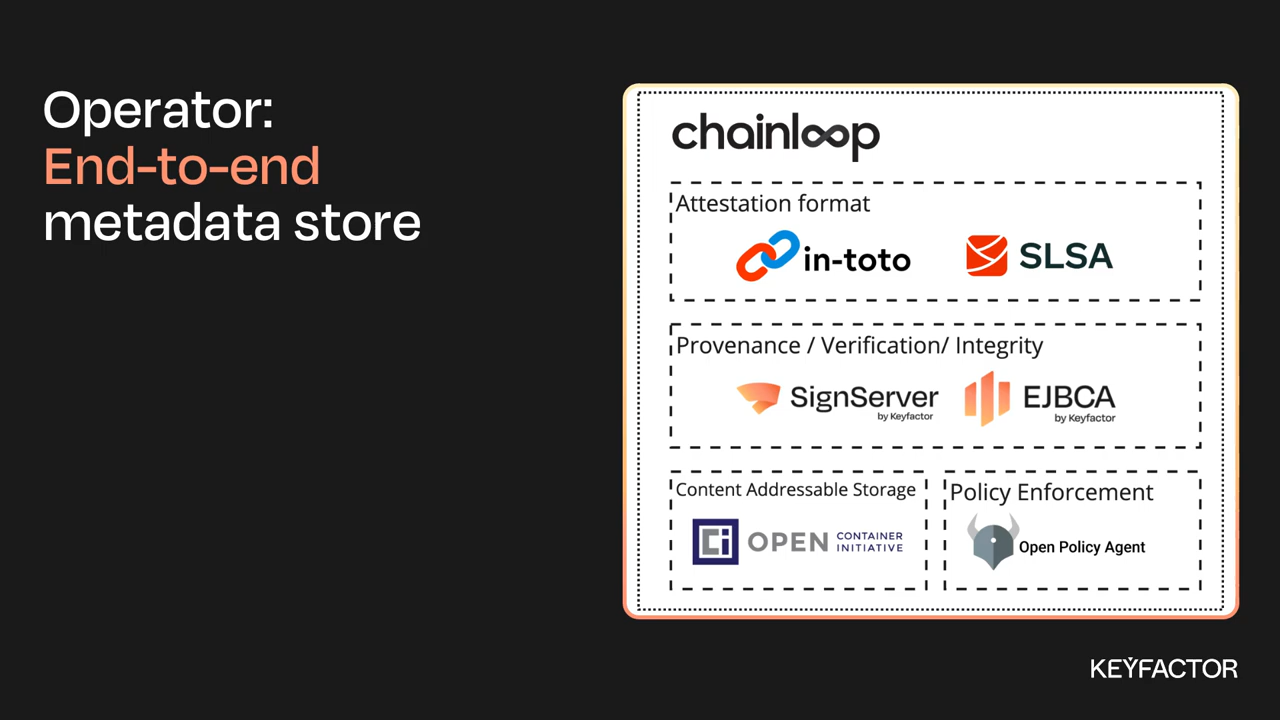 Operator:
End-to-end
metadata store
chainloop
Attestation format
in-toto
SLSA
Provenance / Verification/ Integrity
SignServer
by Keyfactor
EJBCA
by Keyfactor
Content Addressable Storage
Ci OPEN CONTAINER
INITIATIVE
Policy Enforcement
Open Policy Agent
KEYFACTOR